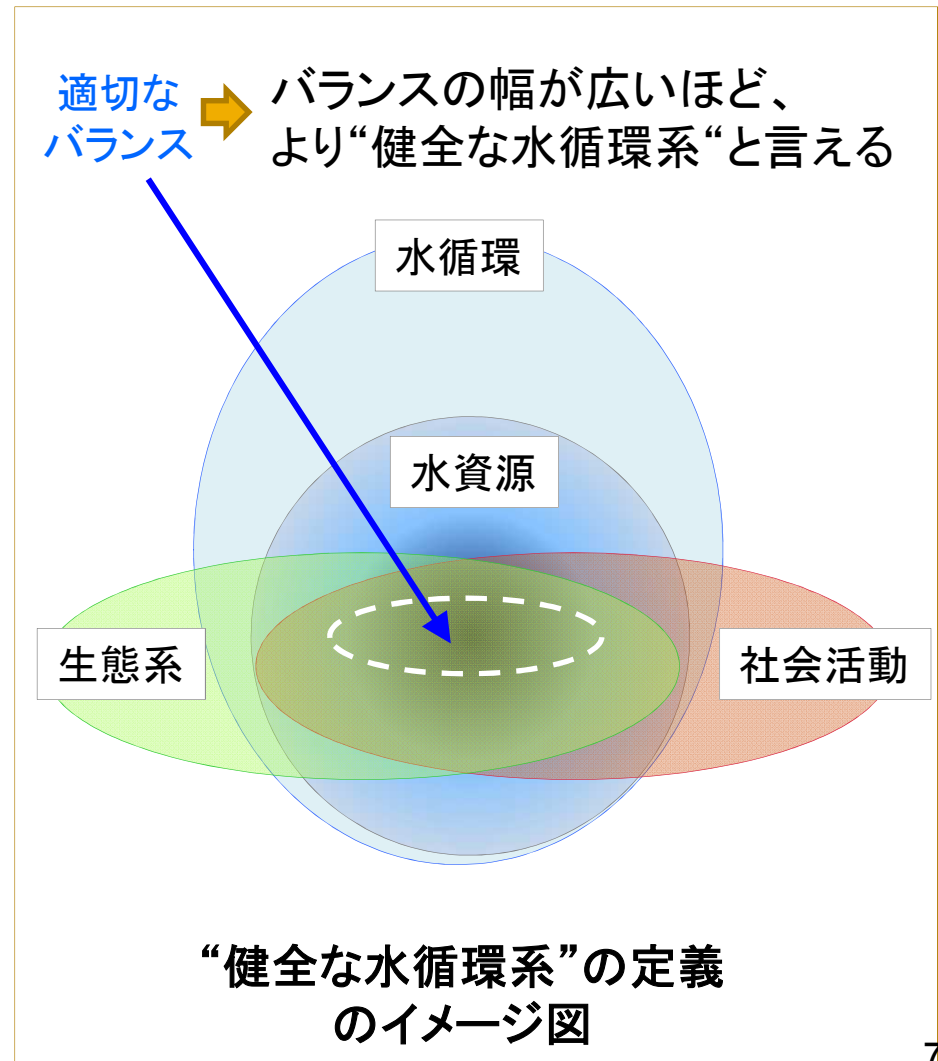 適切な
バランス
バランスの幅が広いほど、
より“健全な水循環系“と言える
水循環
水資源
生態系
社会活動
“健全な水循環系”の定義
のイメージ図
7